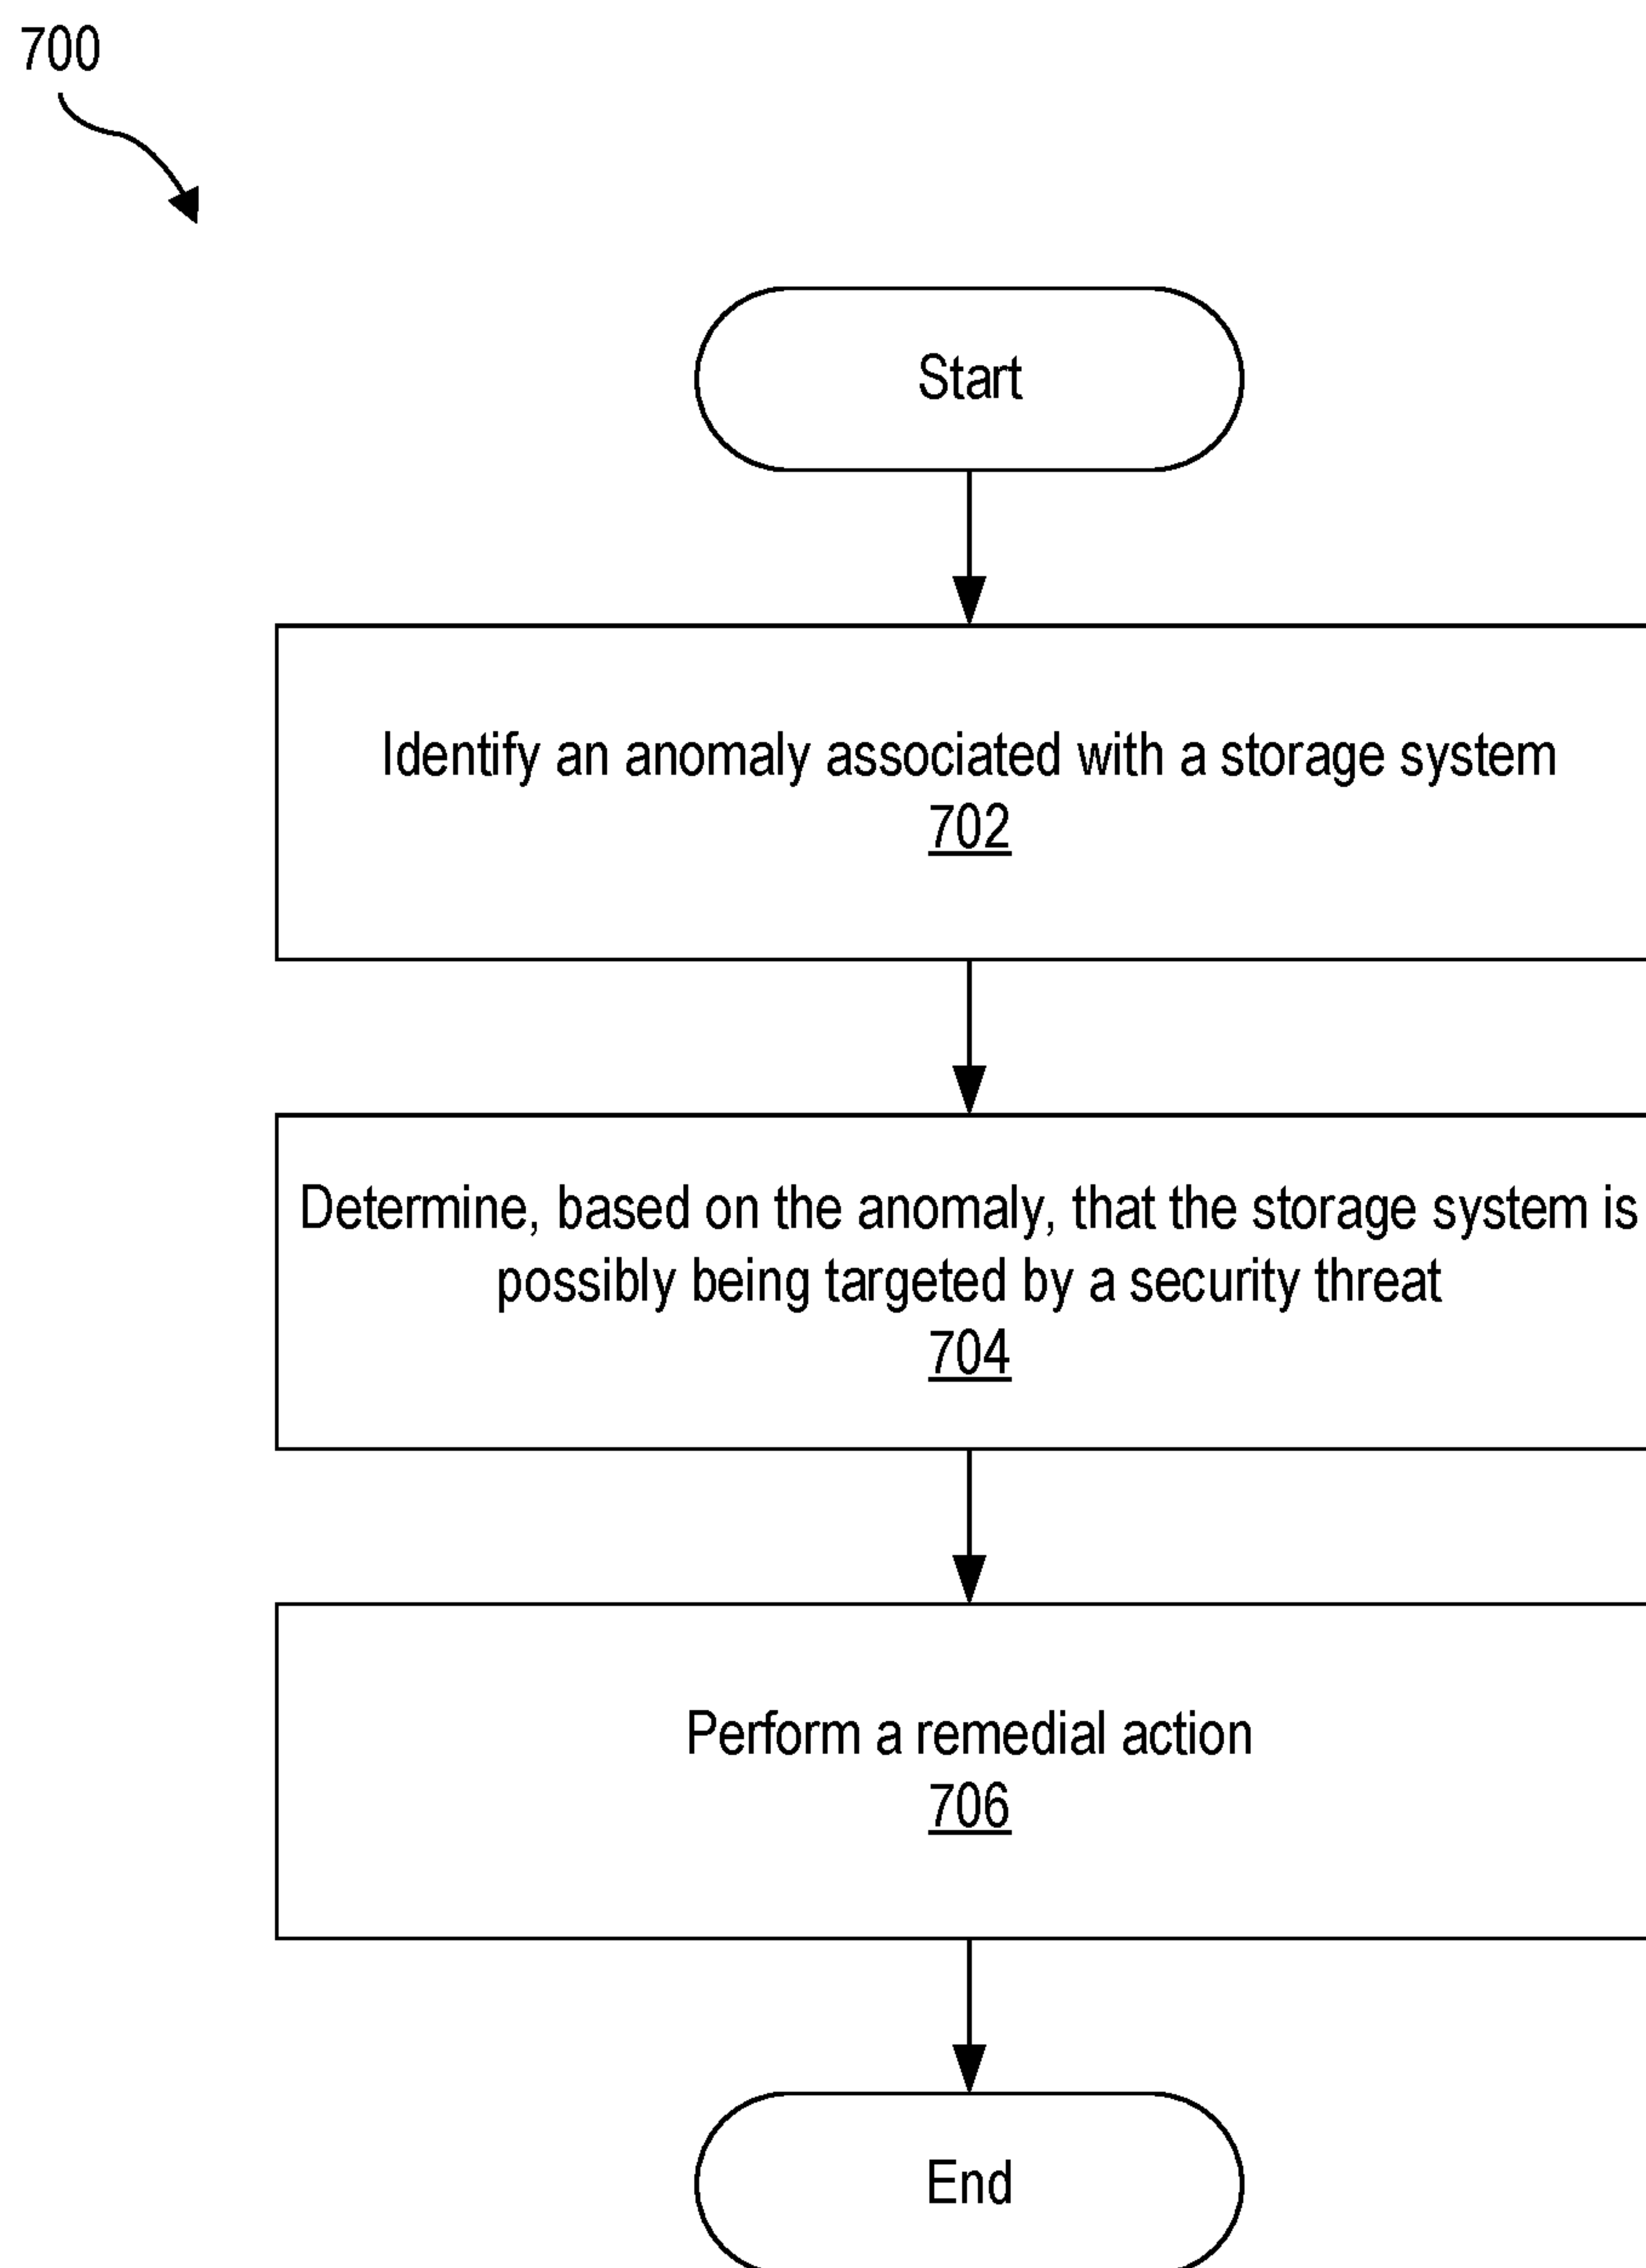 700
Start
Identify an anomaly associated with a storage system
702
Determine, based on the anomaly, that the storage system is
possibly being targeted by a security threat
704
Perform a remedial action
706
End